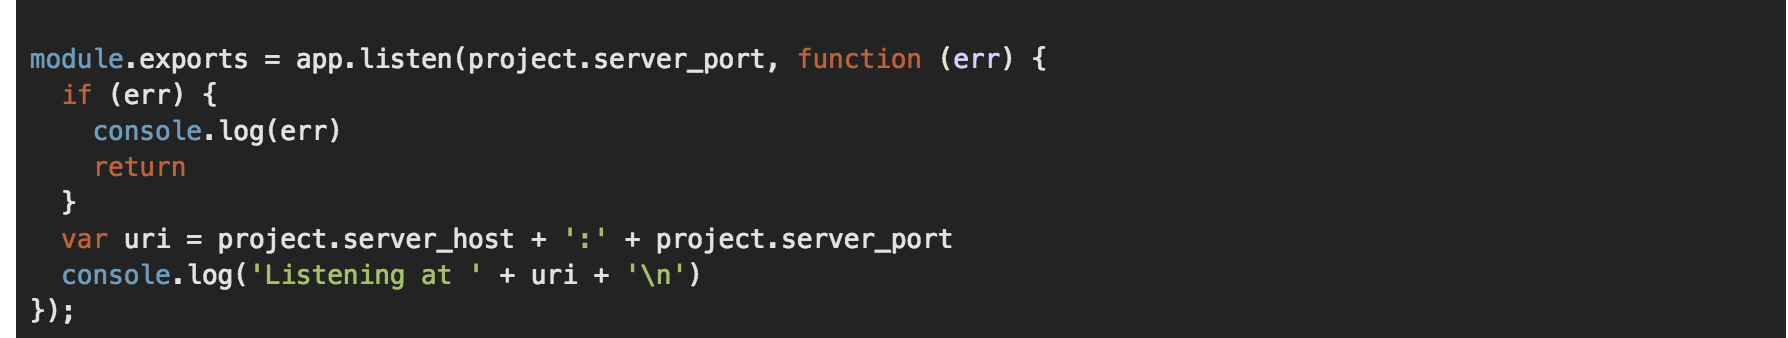 module.exports = app.listen(project.server_port, function (err) {
  if (err) {
    console.log(err)
    return
  }
  var uri = project.server_host + ':' + project.server_port
  console.log('Listening at ' + uri + '\n')
});